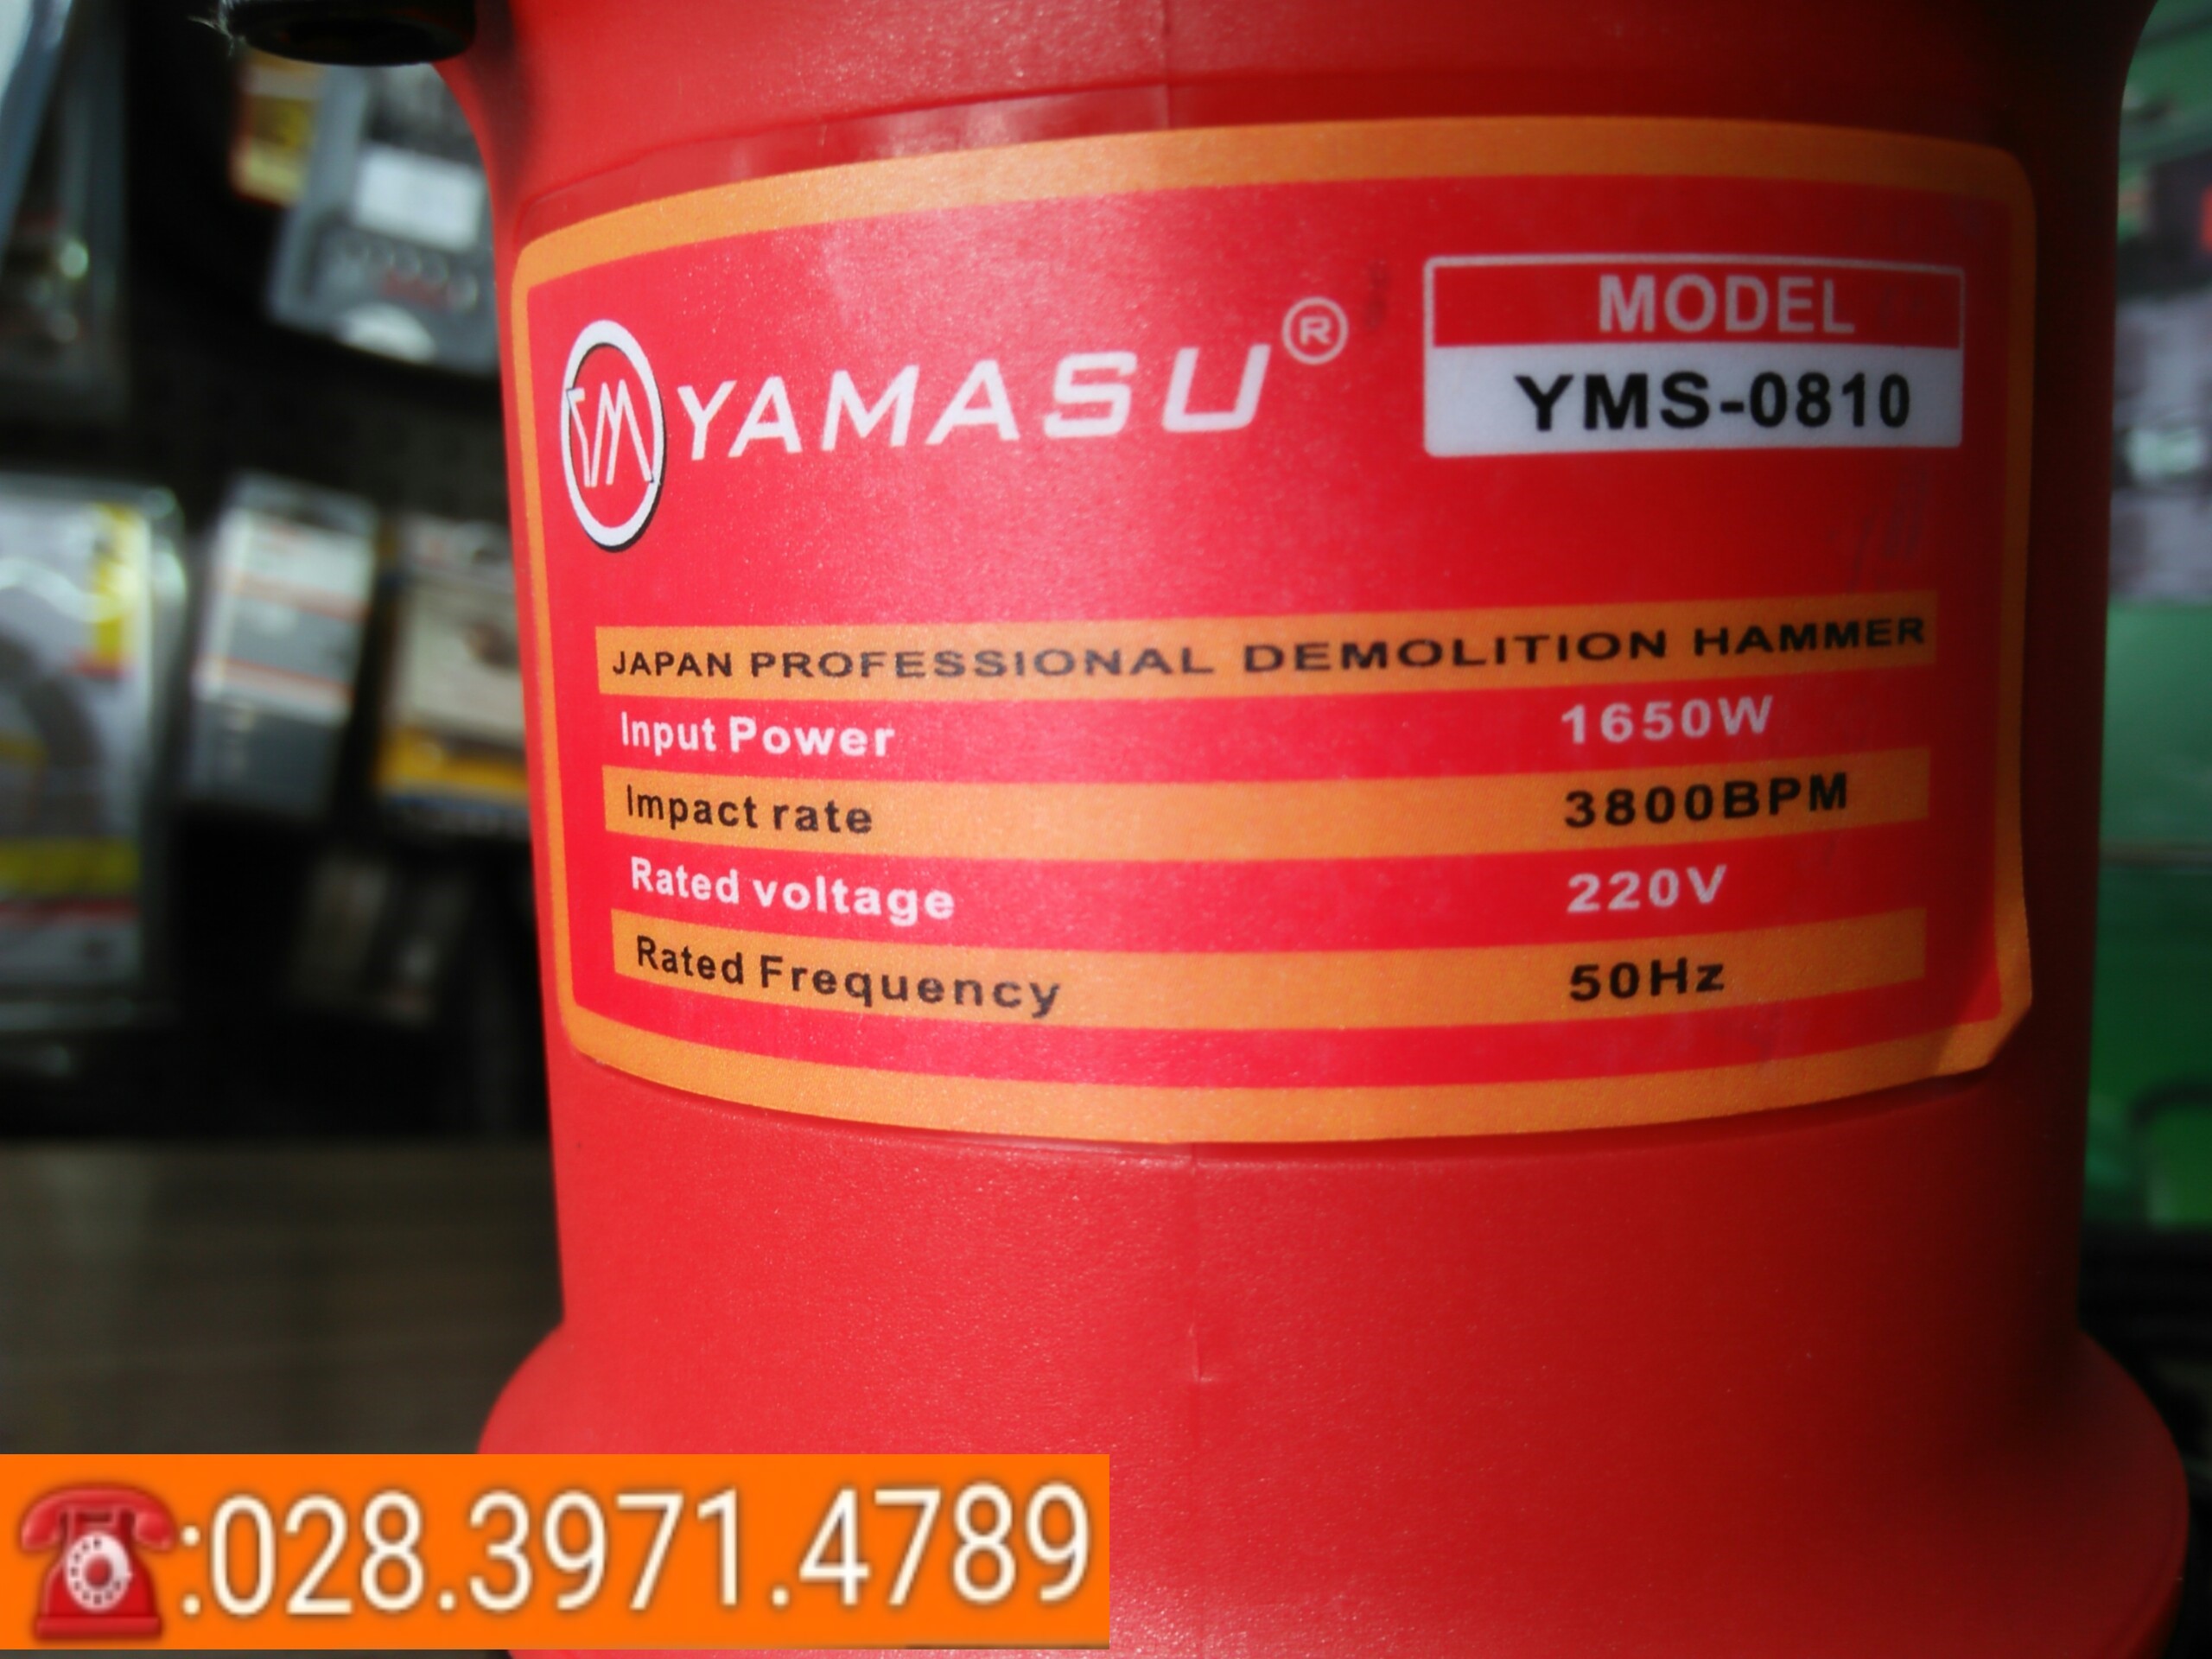 YM YAMASU®
MODEL
YMS-0810
JAPAN PROFESSIONAL DEMOLITION HAMMER
Input Power 1650W
Impact rate 3800BPM
Rated voltage 220V
Rated Frequency 50Hz
:028.3971.4789